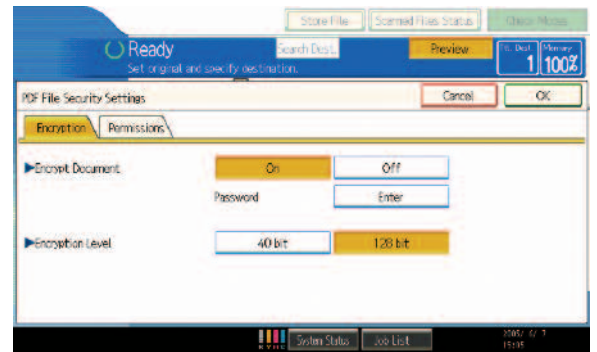 Store File Scanned Files Status Check Modes
Ready Search Dest. Preview Ttl. Dest. Memory
Set original and specify destination. 1 100%
PDF File Security Settings Cancel OK
Encryption Permissions
►Encrypt Document On Off
Password Enter
►Encryption Level 40 bit 128 bit
System Status Job List
15:05